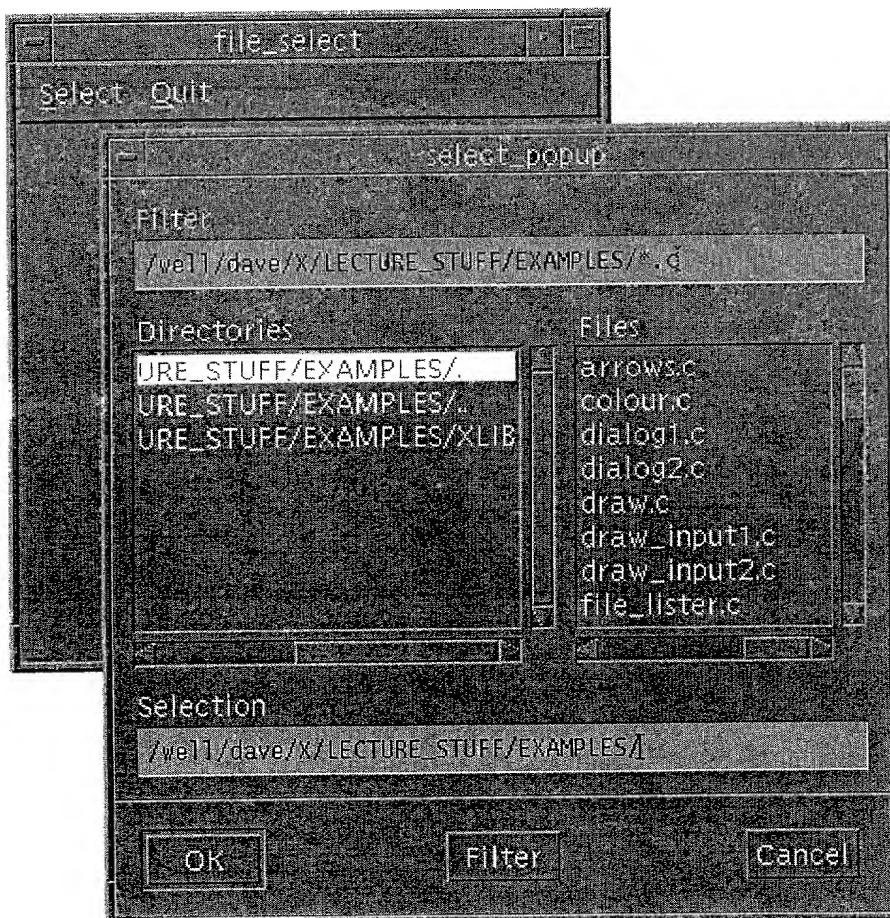 file_select
Select Quit
select_popup
Filter
/well/dave/X/LECTURE_STUFF/EXAMPLES/*.c
Directories
URE_STUFF/EXAMPLES/.
URE_STUFF/EXAMPLES/..
URE_STUFF/EXAMPLES/XLIB
Files
arrows.c
colour.c
dialog1.c
dialog2.c
draw.c
draw_input1.c
draw_input2.c
file_lister.c
Selection
/well/dave/X/LECTURE_STUFF/EXAMPLES/
OK Filter Cancel